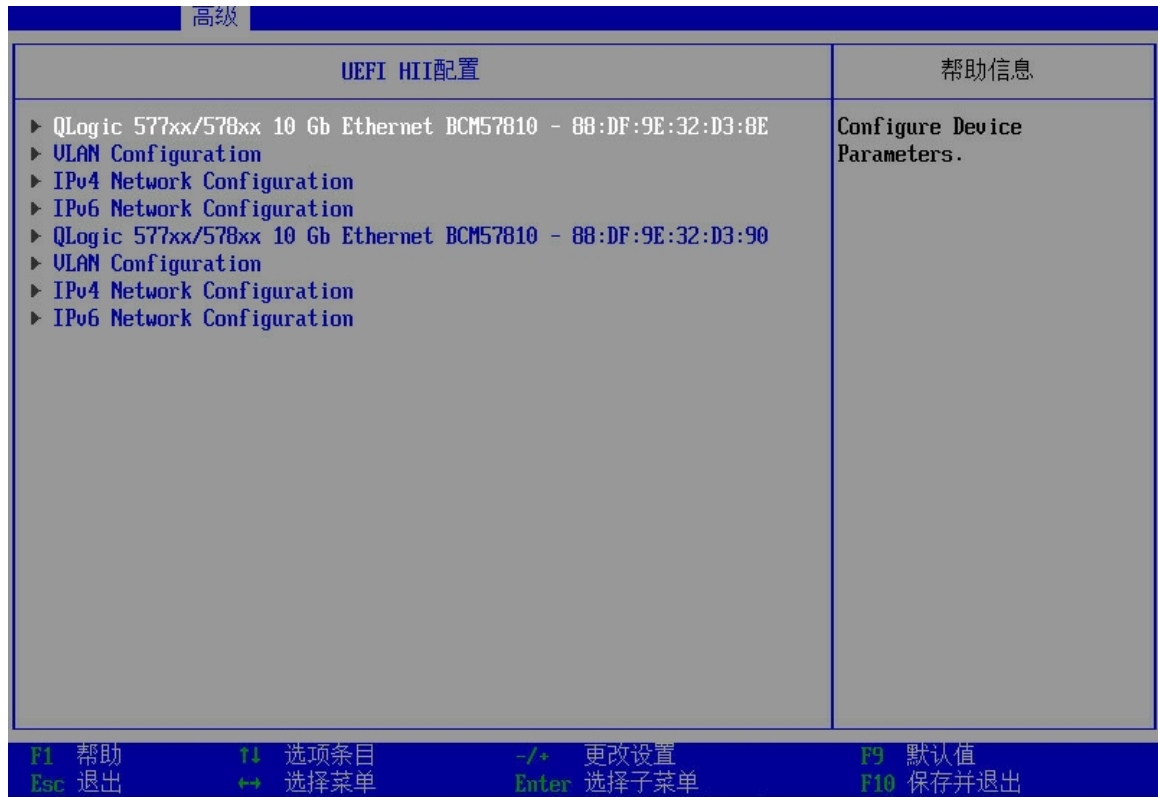 高级
UEFI HII配置
帮助信息
QLogic 577xx/578xx 10 Gb Ethernet BCM57810 - 88:DF:9E:32:D3:8E
VLAN Configuration
IPv4 Network Configuration
IPv6 Network Configuration
QLogic 577xx/578xx 10 Gb Ethernet BCM57810 - 88:DF:9E:32:D3:90
VLAN Configuration
IPv4 Network Configuration
IPv6 Network Configuration
Configure Device
Parameters.
F1 帮助 ↑↓ 选项条目 -/+ 更改设置 F9 默认值
Esc 退出 ←→ 选择菜单 Enter 选择子菜单 F10 保存并退出